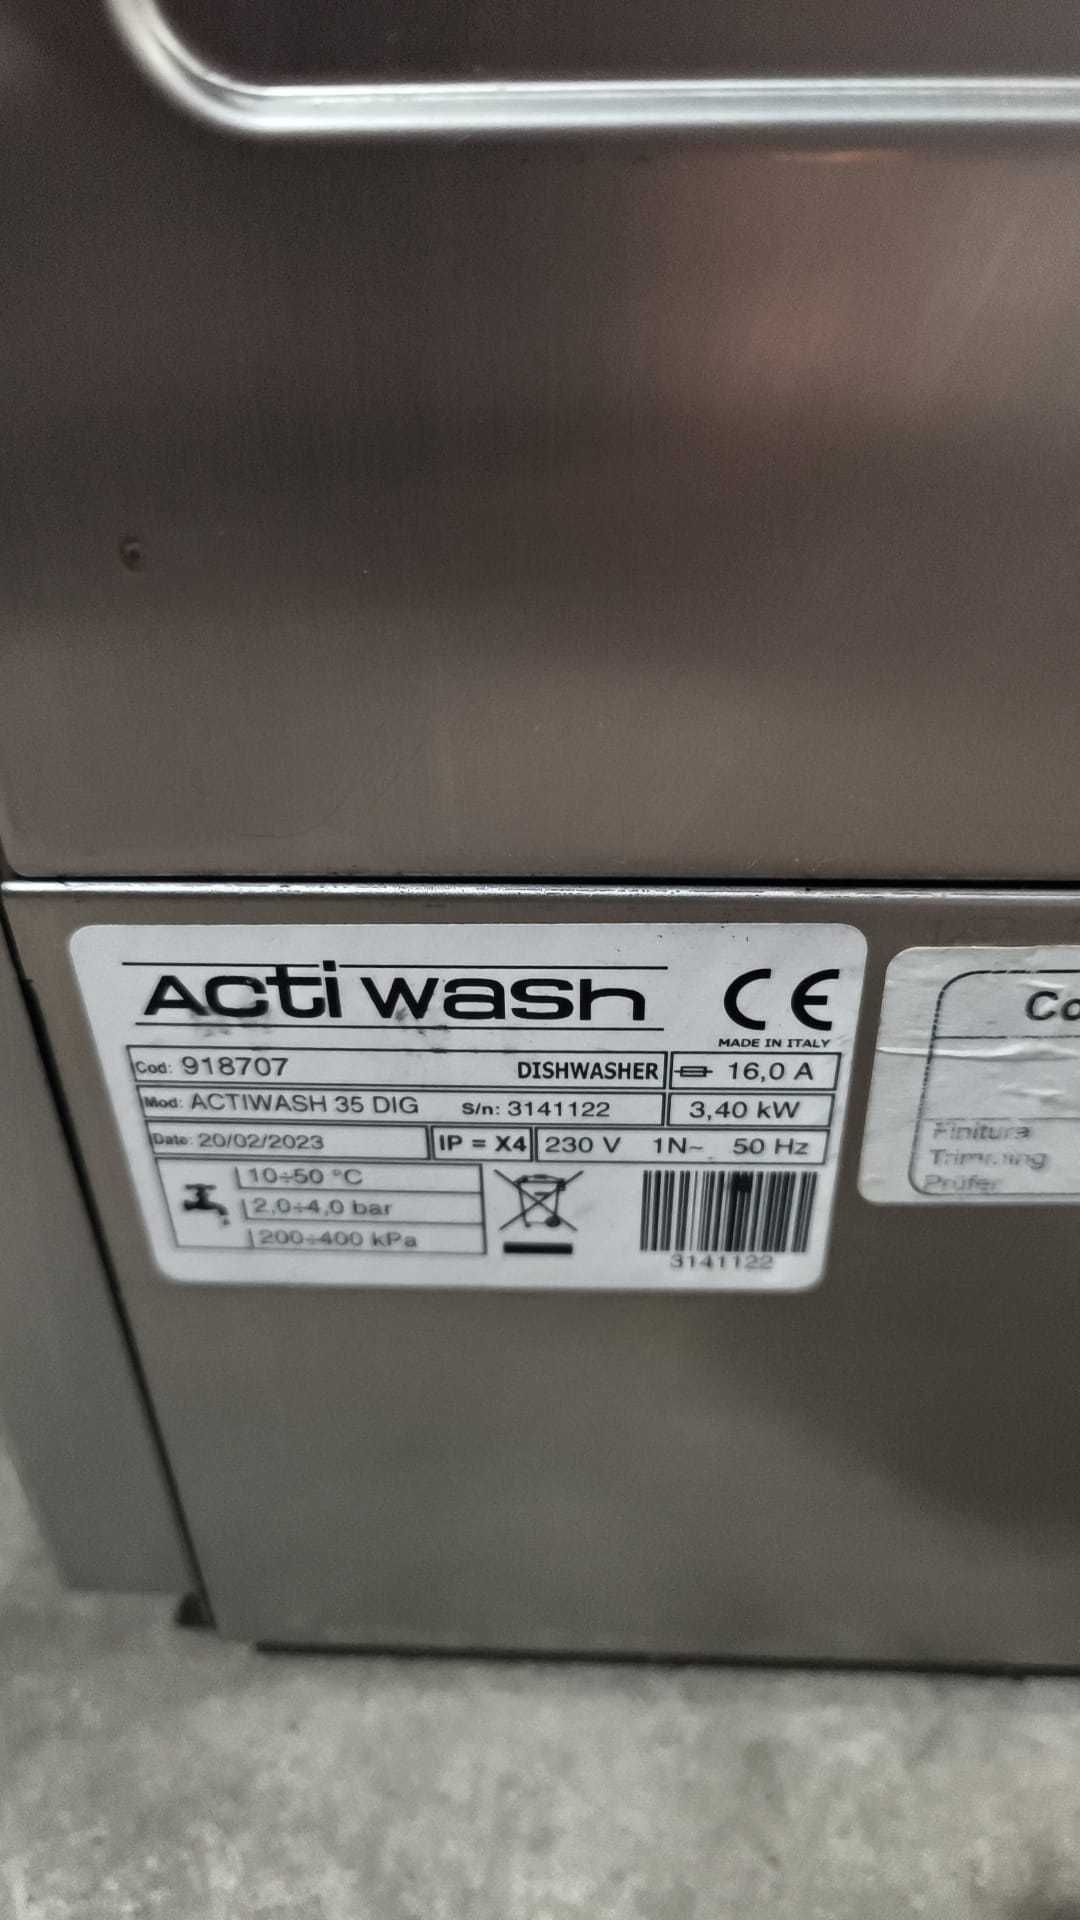 Acti wash CE
MADE IN ITALY
Cod: 918707 DISHWASHER 16,0 A
Mod: ACTIWASH 35 DIG S/n: 3141122 3,40 kW
Date: 20/02/2023 IP = X4 230 V 1N~ 50 Hz
10÷50 °C
2,0÷4,0 bar
200÷400 kPa
3141122
Co
Finitura
Trimming
Prüfer